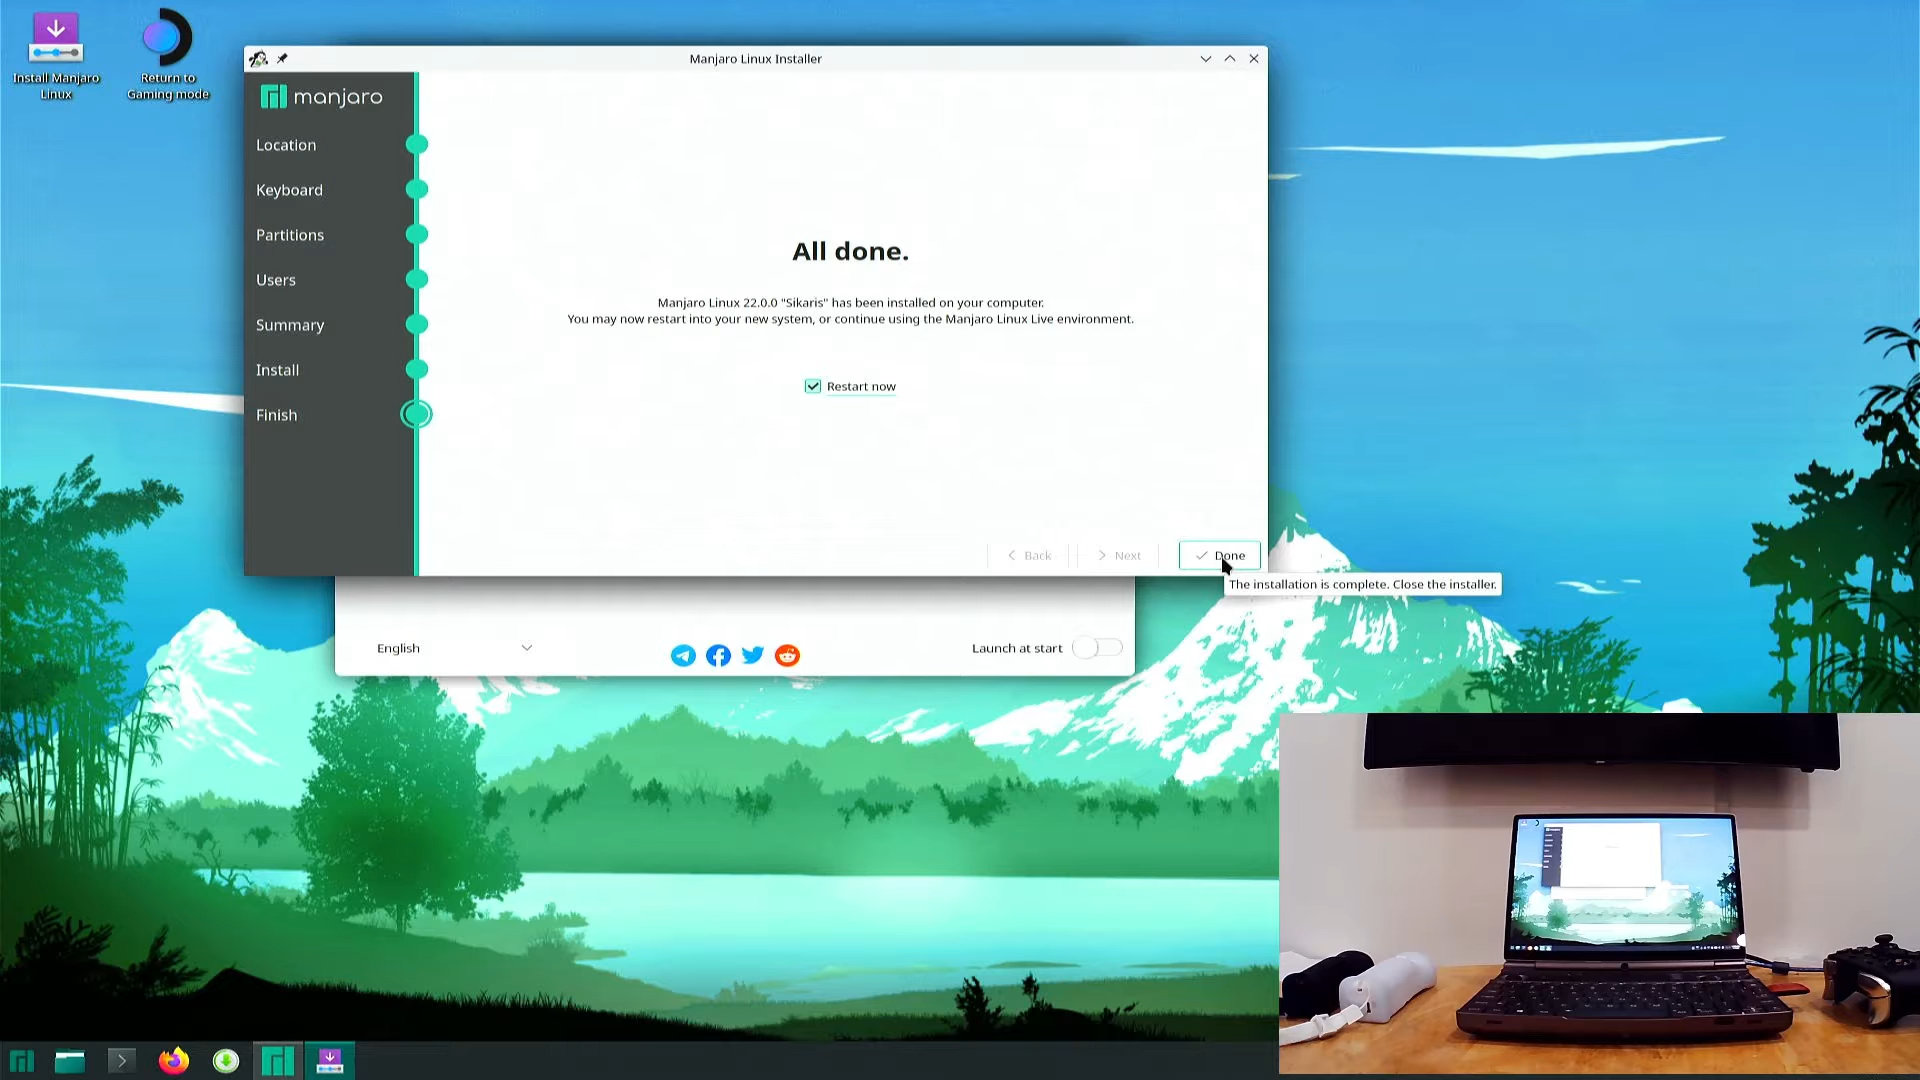 Install Manjaro
Linux
Return to
Gaming mode
Manjaro Linux Installer
manjaro
Location
Keyboard
Partitions
Users
Summary
Install
Finish
All done.
Manjaro Linux 22.0.0 "Sikaris" has been installed on your computer.
You may now restart into your new system, or continue using the Manjaro Linux Live environment.
Restart now
Back
Next
Done
The installation is complete. Close the installer.
English
Launch at start